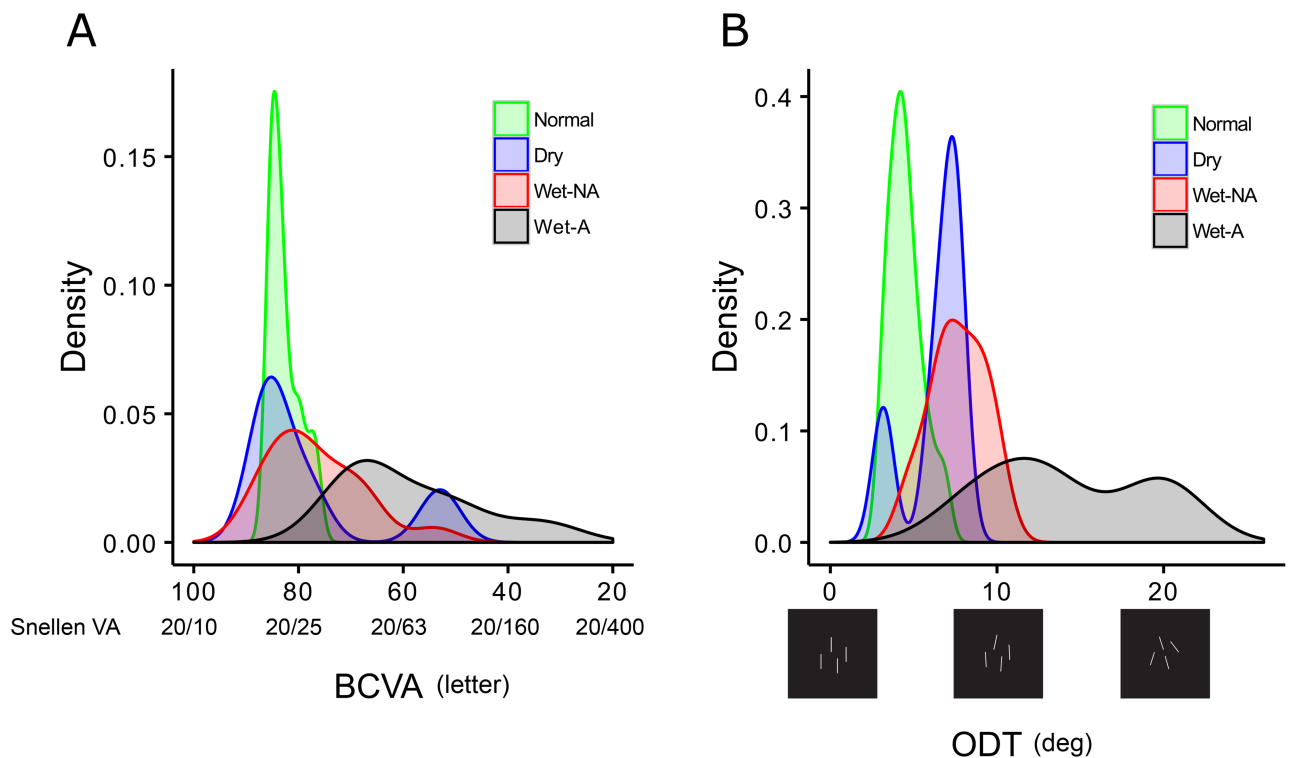 A
Density
0.15
0.10
0.05
0.00
Normal
Dry
Wet-NA
Wet-A
100 80 60 40 20
Snellen VA 20/10 20/25 20/63 20/160 20/400
BCVA (letter)
B
Density
0.4
0.3
0.2
0.1
0.0
Normal
Dry
Wet-NA
Wet-A
0 10 20
ODT (deg)